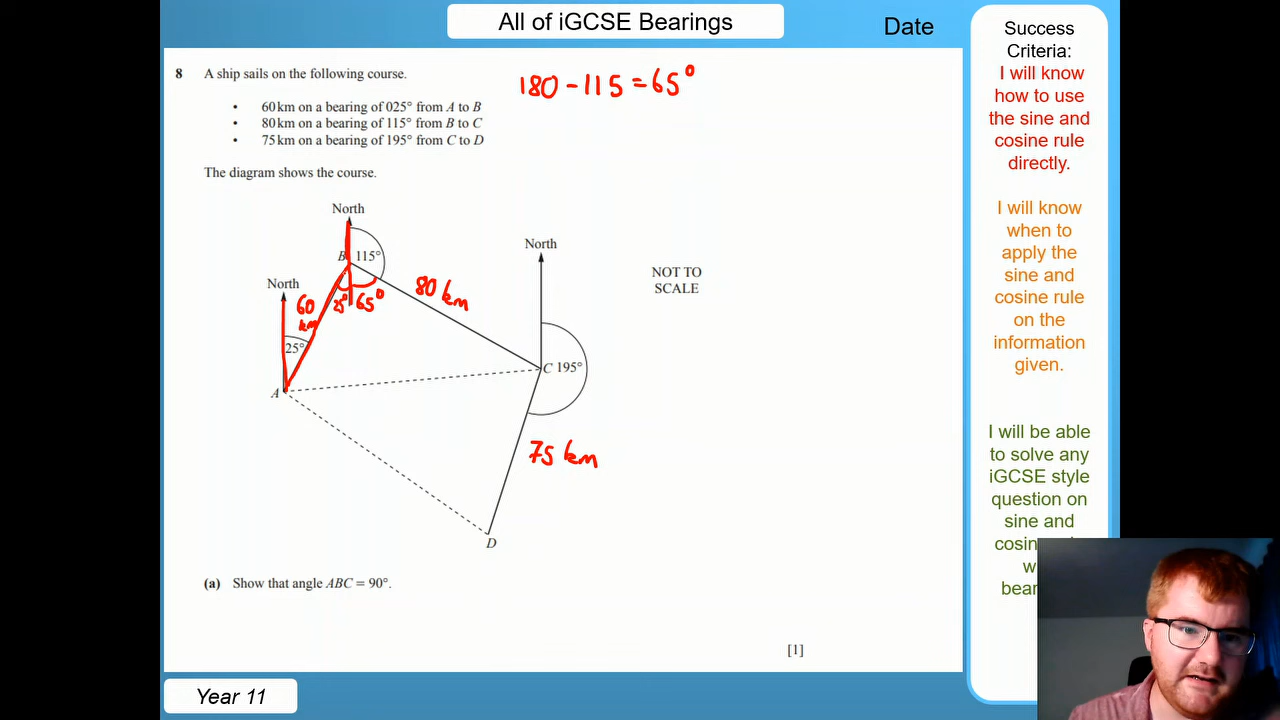 All of iGCSE Bearings
Date
8 A ship sails on the following course.
• 60 km on a bearing of 025° from A to B
• 80 km on a bearing of 115° from B to C
• 75 km on a bearing of 195° from C to D
The diagram shows the course.
180 - 115 = 65°
North
B 115°
North
North
60
km
25° 65°
80 km
25°
NOT TO
SCALE
A
C 195°
75 km
D
(a) Show that angle ABC = 90°.
[1]
Year 11
Success
Criteria:
I will know
how to use
the sine and
cosine rule
directly.
I will know
when to
apply the
sine and
cosine rule
on the
information
given.
I will be able
to solve any
iGCSE style
question on
sine and